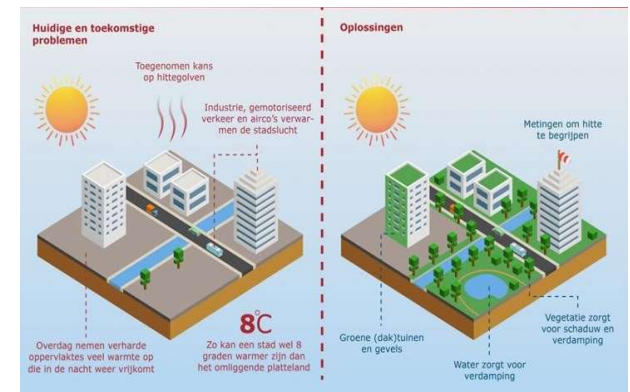 Huidige en toekomstige
problemen
Toegenomen kans
op hittegolven
Industrie, gemotoriseerd
verkeer en airco's verwar-
men de stadslucht
Overdag nemen verharde
oppervlaktes veel warmte op
die in de nacht weer vrijkomt
8°C
Zo kan een stad wel 8
graden warmer zijn dan
het omliggende platteland
Oplossingen
Metingen om hitte
te begrijpen
Groene (dak)tuinen
en gevels
Water zorgt voor
verdamping
Vegetatie zorgt
voor schaduw en
verdamping